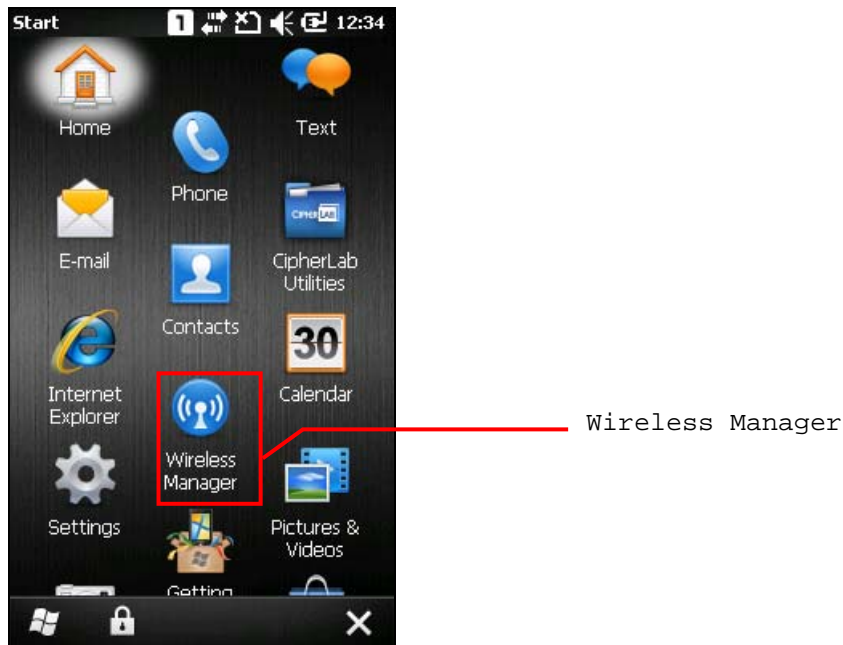 Start 1 12:34
Home
Text
Phone
CIPHERLAB
E-mail
CipherLab
Utilities
Contacts
30
Internet
Explorer
Calendar
Wireless
Manager
Wireless Manager
Settings
Pictures &
Videos
Getting